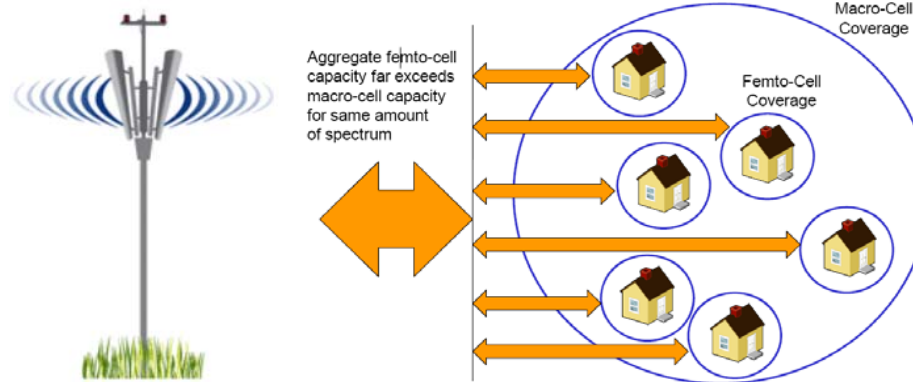 Macro-Cell
Coverage
Aggregate femto-cell
capacity far exceeds
macro-cell capacity
for same amount
of spectrum
Femto-Cell
Coverage